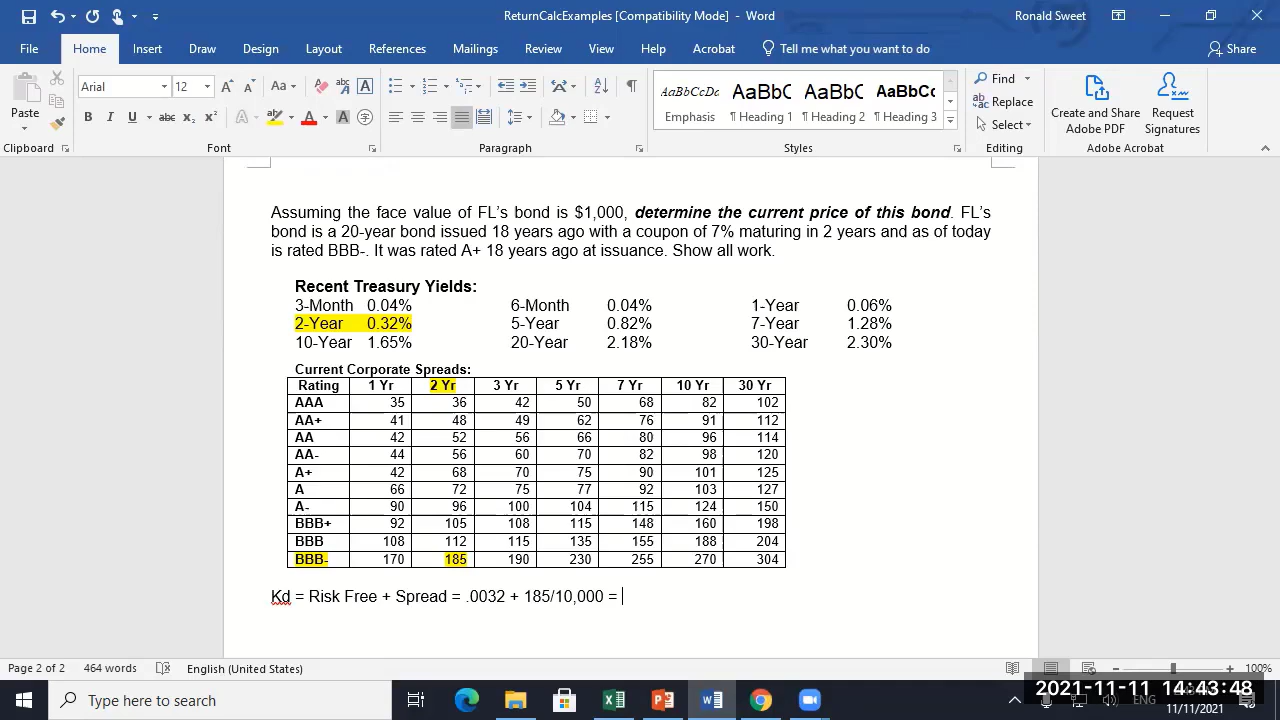 ReturnCalcExamples [Compatibility Mode] - Word
Ronald Sweet
File Home Insert Draw Design Layout References Mailings Review View Help Acrobat Tell me what you want to do Share
Paste
Arial 12
Emphasis ¶ Heading 1 ¶ Heading 2 ¶ Heading 3
AaBbCcDc AaBbC AaBbC AaBbCc
Find
Replace
Select
Create and Share Adobe PDF
Request Signatures
Clipboard Font Paragraph Styles Editing Adobe Acrobat
Assuming the face value of FL's bond is $1,000, determine the current price of this bond. FL's
bond is a 20-year bond issued 18 years ago with a coupon of 7% maturing in 2 years and as of today
is rated BBB-. It was rated A+ 18 years ago at issuance. Show all work.
Recent Treasury Yields:
3-Month 0.04% 6-Month 0.04% 1-Year 0.06%
2-Year 0.32% 5-Year 0.82% 7-Year 1.28%
10-Year 1.65% 20-Year 2.18% 30-Year 2.30%
Current Corporate Spreads:
Rating 1 Yr 2 Yr 3 Yr 5 Yr 7 Yr 10 Yr 30 Yr
AAA 35 36 42 50 68 82 102
AA+ 41 48 49 62 76 91 112
AA 42 52 56 66 80 96 114
AA- 44 56 60 70 82 98 120
A+ 42 68 70 75 90 101 125
A 66 72 75 77 92 103 127
A- 90 96 100 104 115 124 150
BBB+ 92 105 108 115 148 160 198
BBB 108 112 115 135 155 188 204
BBB- 170 185 190 230 255 270 304
Kd = Risk Free + Spread = .0032 + 185/10,000 =
Page 2 of 2 464 words English (United States) 100%
Type here to search
2021-11-11 14:43:48
ENG
11/11/2021